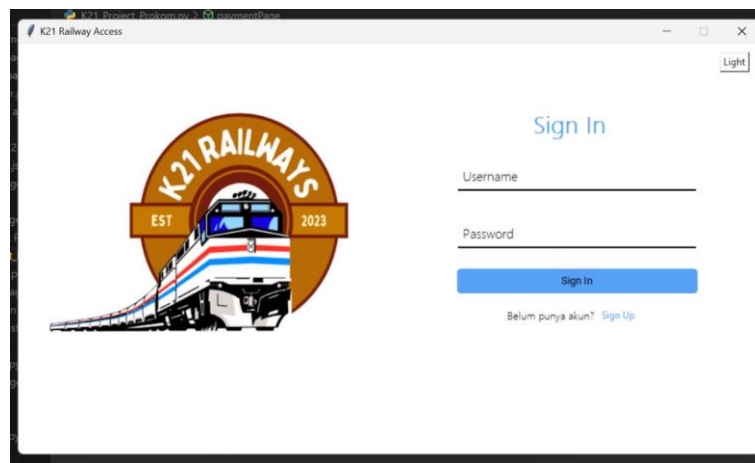 K21_Project_Prokom.py > paymentPage
K21 Railway Access
Light
K21 RAILWAYS
EST 2023
Sign In
Username
Password
Sign In
Belum punya akun? Sign Up